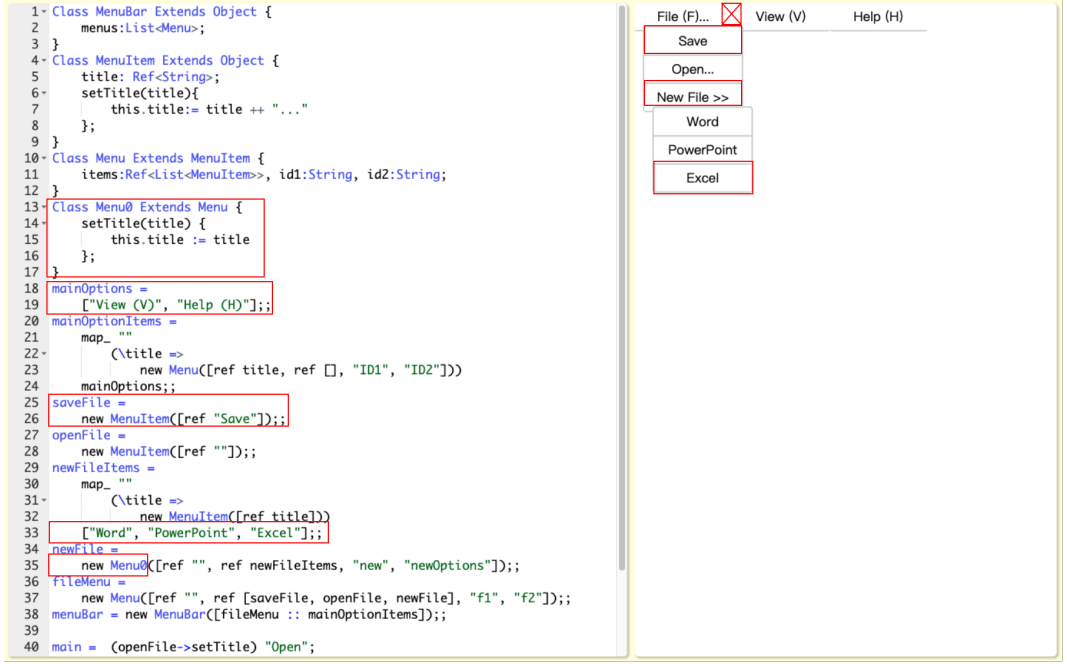 1 Class MenuBar Extends Object {
2 menus:List<Menu>;
3 }
4 Class MenuItem Extends Object {
5 title: Ref<String>;
6 setTitle(title){
7 this.title:= title ++ "..."
8 };
9 }
10 Class Menu Extends MenuItem {
11 items:Ref<List<MenuItem>>, id1:String, id2:String;
12 }
13 Class Menu0 Extends Menu {
14 setTitle(title) {
15 this.title := title
16 };
17 }
18 mainOptions =
19 ["View (V)", "Help (H)"];;
20 mainOptionItems =
21 map_ ""
22 (\title =>
23 new Menu([ref title, ref [], "ID1", "ID2"]))
24 mainOptions;;
25 saveFile =
26 new MenuItem([ref "Save"]);;
27 openFile =
28 new MenuItem([ref ""]);;
29 newFileItems =
30 map_ ""
31 (\title =>
32 new MenuItem([ref title]))
33 ["Word", "PowerPoint", "Excel"];;
34 newFile =
35 new Menu0([ref "", ref newFileItems, "new", "newOptions"]);;
36 fileMenu =
37 new Menu([ref "", ref [saveFile, openFile, newFile], "f1", "f2"]);;
38 menuBar = new MenuBar([fileMenu :: mainOptionItems]);;
39
40 main = (openFile->setTitle) "Open";
File (F)... View (V) Help (H)
Save
Open...
New File >>
Word
PowerPoint
Excel